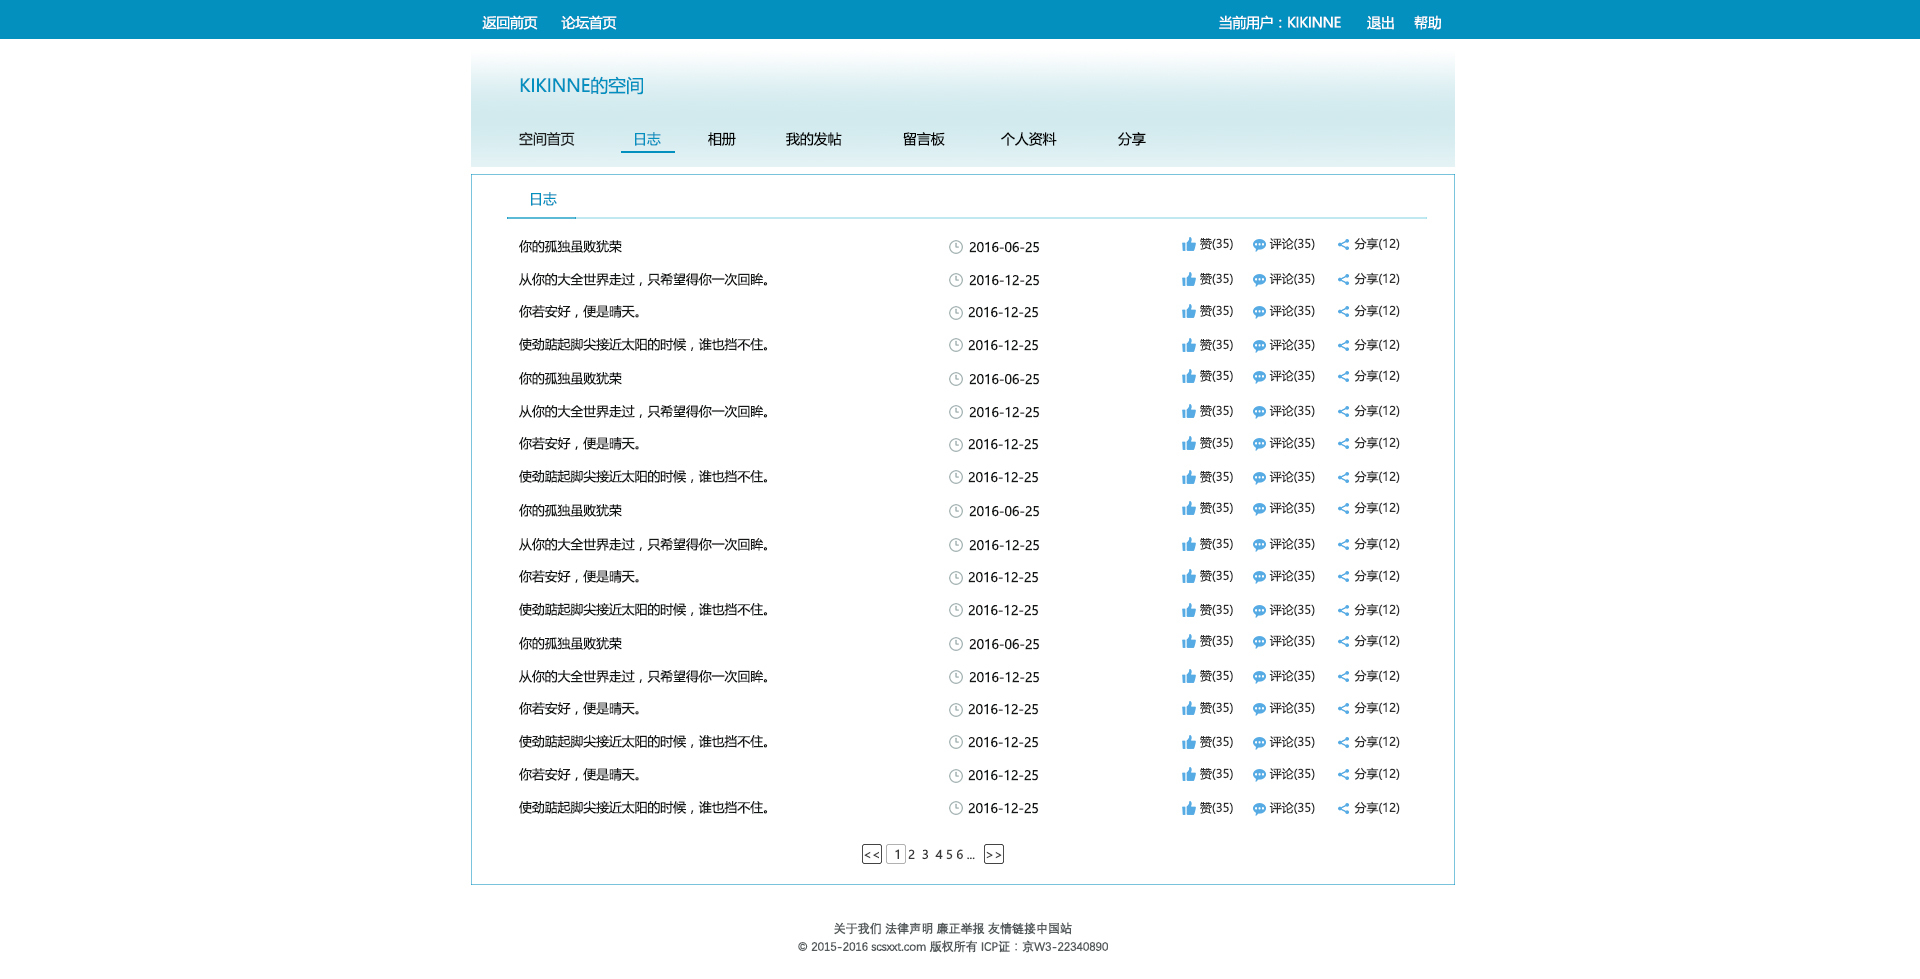 返回前页 论坛首页 当前用户：KIKINNE 退出 帮助
KIKINNE的空间
空间首页 日志 相册 我的发帖 留言板 个人资料 分享
日志
你的孤独虽败犹荣 2016-06-25 赞(35) 评论(35) 分享(12)
从你的大全世界走过，只希望得你一次回眸。 2016-12-25 赞(35) 评论(35) 分享(12)
你若安好，便是晴天。 2016-12-25 赞(35) 评论(35) 分享(12)
使劲踮起脚尖接近太阳的时候，谁也挡不住。 2016-12-25 赞(35) 评论(35) 分享(12)
你的孤独虽败犹荣 2016-06-25 赞(35) 评论(35) 分享(12)
从你的大全世界走过，只希望得你一次回眸。 2016-12-25 赞(35) 评论(35) 分享(12)
你若安好，便是晴天。 2016-12-25 赞(35) 评论(35) 分享(12)
使劲踮起脚尖接近太阳的时候，谁也挡不住。 2016-12-25 赞(35) 评论(35) 分享(12)
你的孤独虽败犹荣 2016-06-25 赞(35) 评论(35) 分享(12)
从你的大全世界走过，只希望得你一次回眸。 2016-12-25 赞(35) 评论(35) 分享(12)
你若安好，便是晴天。 2016-12-25 赞(35) 评论(35) 分享(12)
使劲踮起脚尖接近太阳的时候，谁也挡不住。 2016-12-25 赞(35) 评论(35) 分享(12)
你的孤独虽败犹荣 2016-06-25 赞(35) 评论(35) 分享(12)
从你的大全世界走过，只希望得你一次回眸。 2016-12-25 赞(35) 评论(35) 分享(12)
你若安好，便是晴天。 2016-12-25 赞(35) 评论(35) 分享(12)
使劲踮起脚尖接近太阳的时候，谁也挡不住。 2016-12-25 赞(35) 评论(35) 分享(12)
你若安好，便是晴天。 2016-12-25 赞(35) 评论(35) 分享(12)
使劲踮起脚尖接近太阳的时候，谁也挡不住。 2016-12-25 赞(35) 评论(35) 分享(12)
<< 1 2 3 4 5 6 ... >>
关于我们 法律声明 廉正举报 友情链接中国站
© 2015-2016 scsxxt.com 版权所有 ICP证：京W3-22340890